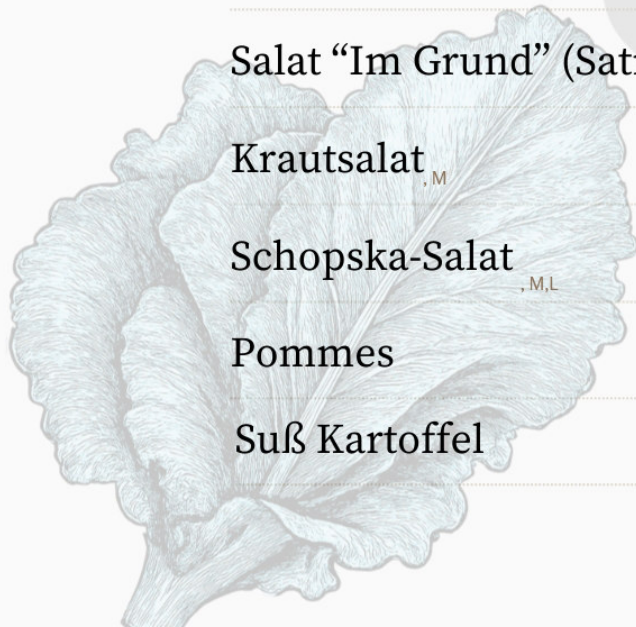 Salat “Im Grund” (Sat
Krautsalat, M
Schopska-Salat, M,L
Pommes
Suß Kartoffel